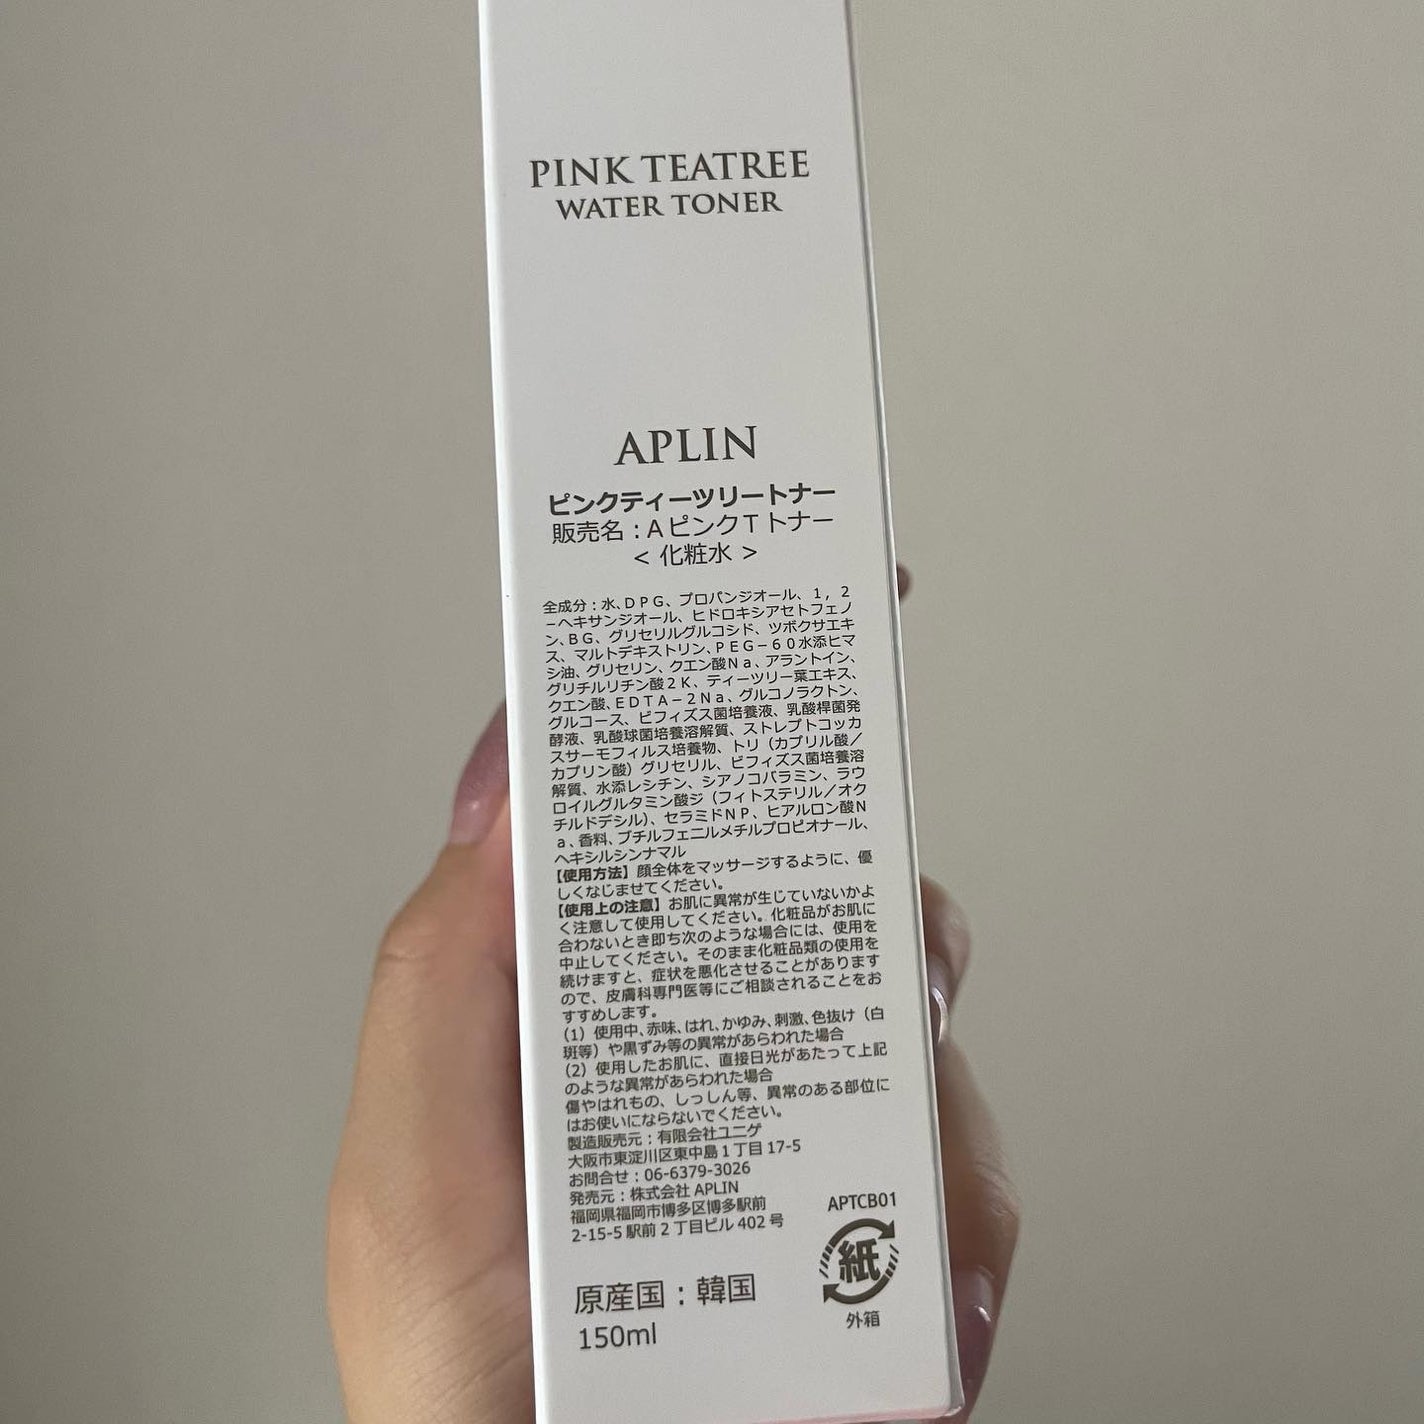 PINK TEATREE
WATER TONER
APLIN
ピンクティーツリートナー
販売名：AピンクTトナー
< 化粧水 >
全成分：水、DPG、プロパンジオール、1，2
－ヘキサンジオール、ヒドロキシアセトフェノ
ン、BG、グリセリルグルコシド、ツボクサエキ
ス、マルトデキストリン、PEG－60水添ヒマ
シ油、グリセリン、クエン酸Na、アラントイン、
グリチルリチン酸2K、ティーツリー葉エキス、
クエン酸、EDTA－2Na、グルコノラクトン、
グルコース、ビフィズス菌培養液、乳酸桿菌発
酵液、乳酸球菌培養溶解質、ストレプトコッカ
スサーモフィルス培養物、トリ（カプリル酸／
カプリン酸）グリセリル、ビフィズス菌培養溶
解質、水添レシチン、シアノコバラミン、ラウ
ロイルグルタミン酸ジ（フィトステリル／オク
チルドデシル）、セラミドNP、ヒアルロン酸N
a、香料、ブチルフェニルメチルプロピオナール、
ヘキシルシンナマル
【使用方法】顔全体をマッサージするように、優
しくなじませてください。
【使用上の注意】お肌に異常が生じていないかよ
く注意して使用してください。化粧品がお肌に
合わないとき即ち次のような場合には、使用を
中止してください。そのまま化粧品類の使用を
続けますと、症状を悪化させることがあります
ので、皮膚科専門医等にご相談されることをお
すすめします。
（1）使用中、赤味、はれ、かゆみ、刺激、色抜け（白
斑等）や黒ずみ等の異常があらわれた場合
（2）使用したお肌に、直接日光があたって上記
のような異常があらわれた場合
傷やはれもの、しっしん等、異常のある部位に
はお使いにならないでください。
製造販売元：有限会社ユニゲ
大阪市東淀川区東中島1丁目17-5
お問合せ：06-6379-3026
発売元：株式会社 APLIN
福岡県福岡市博多区博多駅前
2-15-5 駅前2丁目ビル 402号
APTCB01
紙
外箱
原産国：韓国
150ml